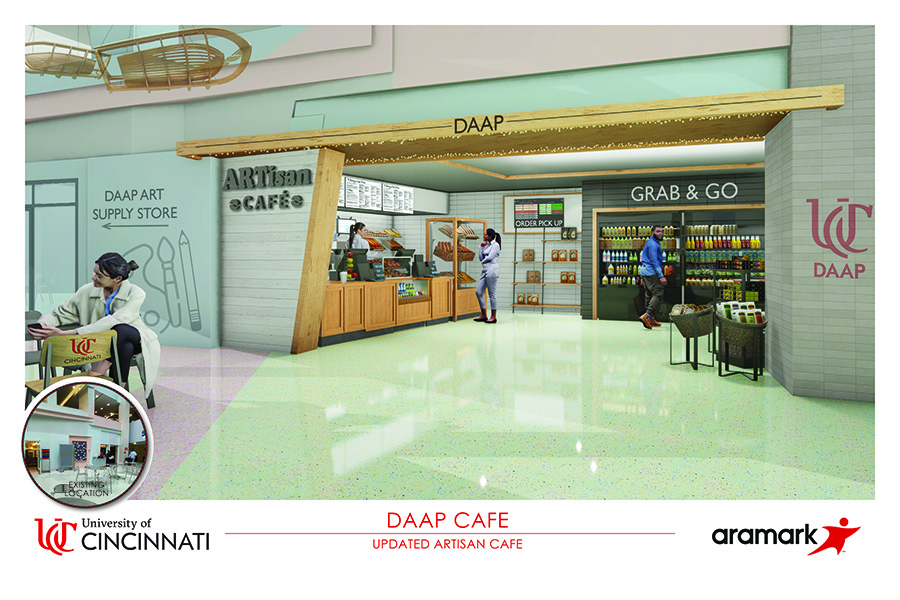 DAAP
ARTisan
CAFÉ
DAAP ART
SUPPLY STORE
ORDER PICK UP
GRAB & GO
UC
DAAP
UC
CINCINNATI
EXISTING
LOCATION
UC University of
CINCINNATI
DAAP CAFE
UPDATED ARTISAN CAFE
aramark